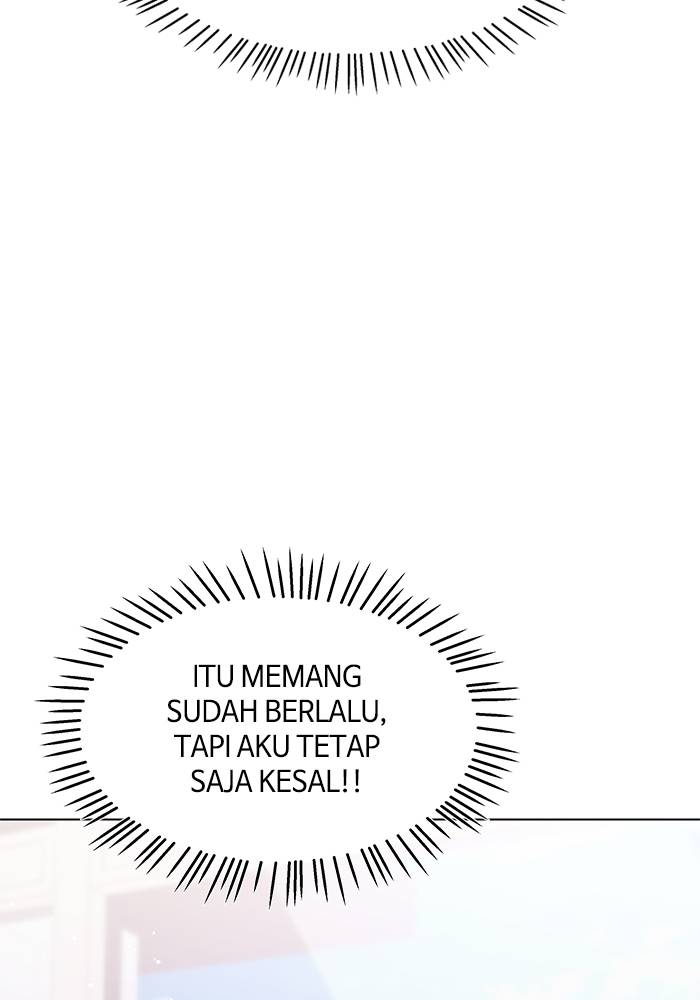 ITU MEMANG
SUDAH BERLALU,
TAPI AKU TETAP
SAJA KESAL!!